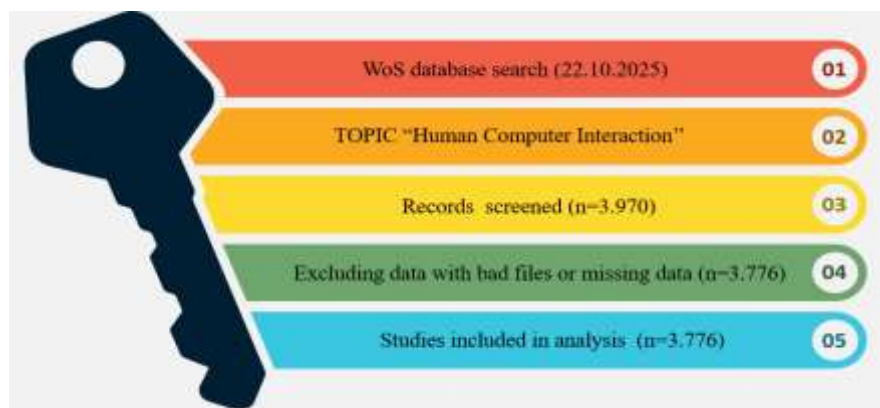 WoS database search (22.10.2025) 01
TOPIC “Human Computer Interaction” 02
Records screened (n=3.970) 03
Excluding data with bad files or missing data (n=3.776) 04
Studies included in analysis (n=3.776) 05